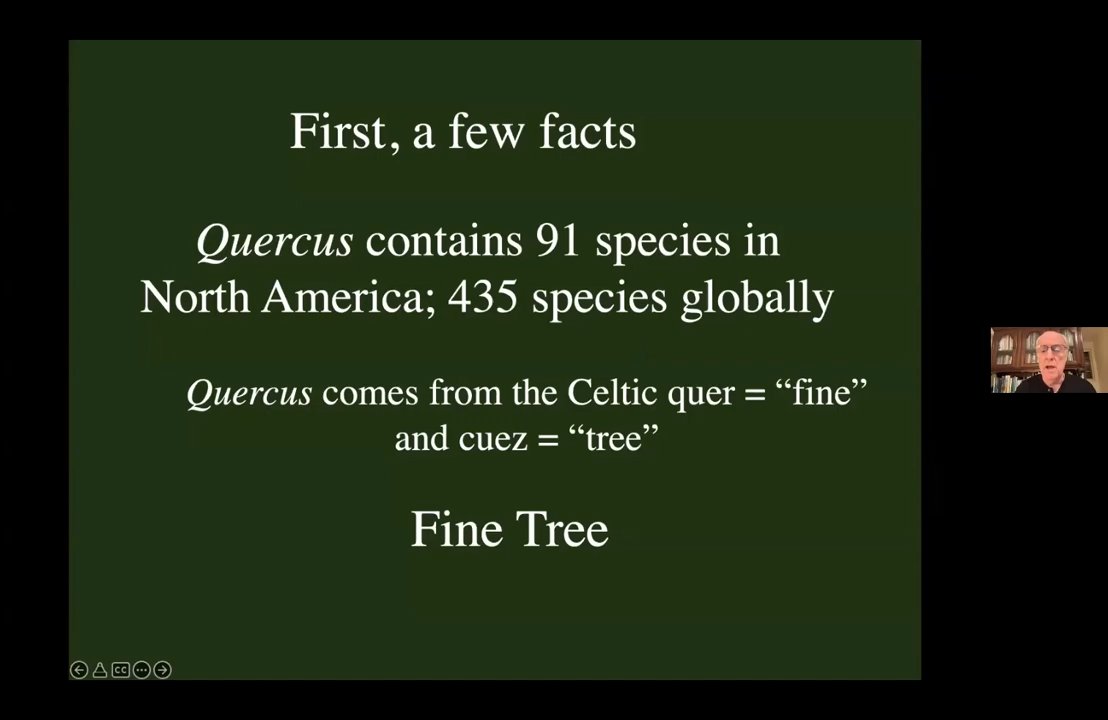 First, a few facts
Quercus contains 91 species in
North America; 435 species globally
Quercus comes from the Celtic quer = “fine”
and cuez = “tree”
Fine Tree
CC